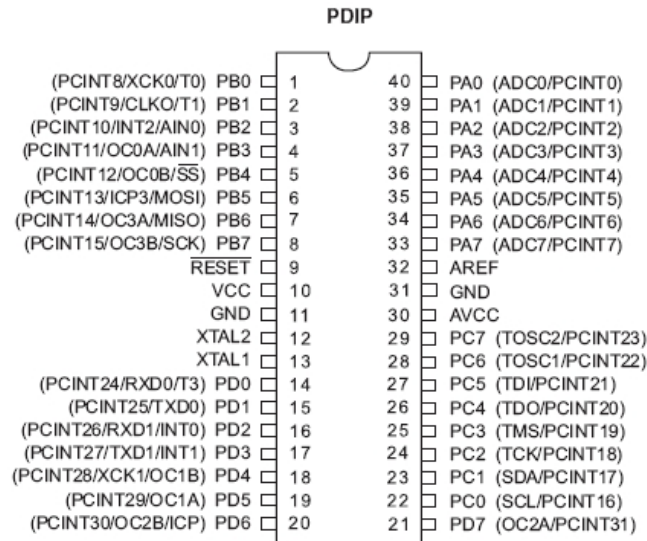 PDIP
(PCINT8/XCK0/T0) PB0 1 40 PA0 (ADC0/PCINT0)
(PCINT9/CLKO/T1) PB1 2 39 PA1 (ADC1/PCINT1)
(PCINT10/INT2/AIN0) PB2 3 38 PA2 (ADC2/PCINT2)
(PCINT11/OC0A/AIN1) PB3 4 37 PA3 (ADC3/PCINT3)
(PCINT12/OC0B/SS) PB4 5 36 PA4 (ADC4/PCINT4)
(PCINT13/ICP3/MOSI) PB5 6 35 PA5 (ADC5/PCINT5)
(PCINT14/OC3A/MISO) PB6 7 34 PA6 (ADC6/PCINT6)
(PCINT15/OC3B/SCK) PB7 8 33 PA7 (ADC7/PCINT7)
RESET 9 32 AREF
VCC 10 31 GND
GND 11 30 AVCC
XTAL2 12 29 PC7 (TOSC2/PCINT23)
XTAL1 13 28 PC6 (TOSC1/PCINT22)
(PCINT24/RXD0/T3) PD0 14 27 PC5 (TDI/PCINT21)
(PCINT25/TXD0) PD1 15 26 PC4 (TDO/PCINT20)
(PCINT26/RXD1/INT0) PD2 16 25 PC3 (TMS/PCINT19)
(PCINT27/TXD1/INT1) PD3 17 24 PC2 (TCK/PCINT18)
(PCINT28/XCK1/OC1B) PD4 18 23 PC1 (SDA/PCINT17)
(PCINT29/OC1A) PD5 19 22 PC0 (SCL/PCINT16)
(PCINT30/OC2B/ICP) PD6 20 21 PD7 (OC2A/PCINT31)